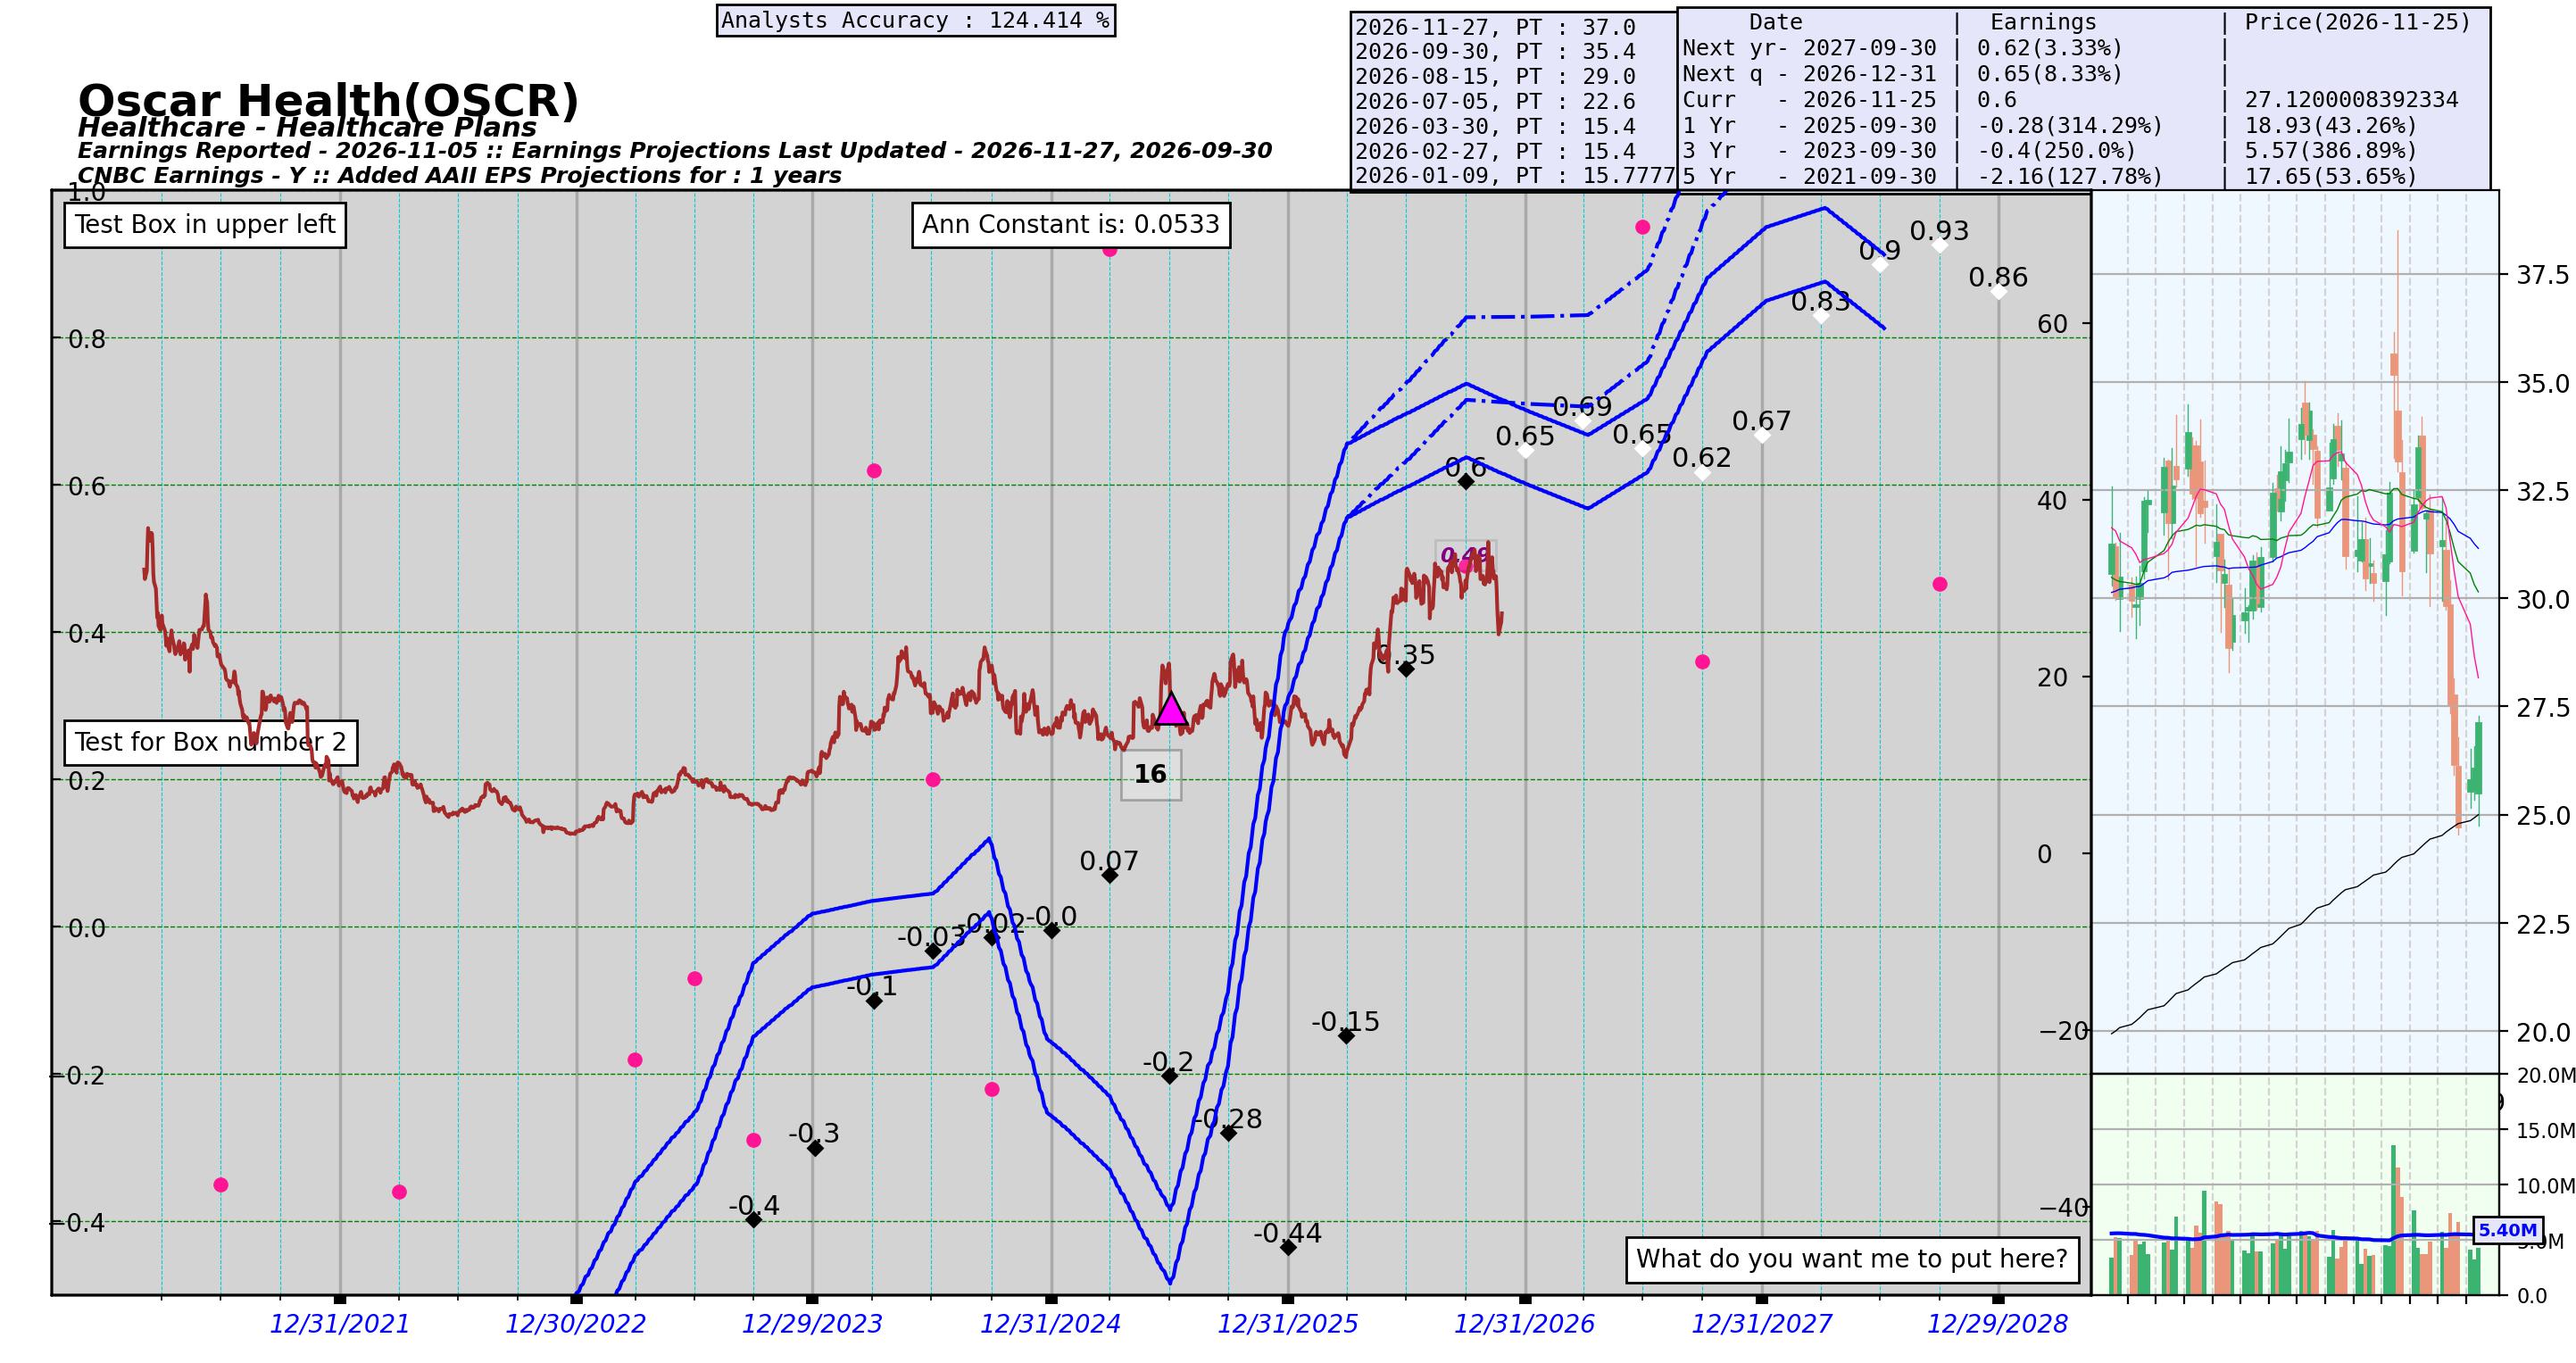 Analysts Accuracy : 124.414 %
2026-11-27, PT : 37.0
2026-09-30, PT : 35.4
2026-08-15, PT : 29.0
2026-07-05, PT : 22.6
2026-03-30, PT : 15.4
2026-02-27, PT : 15.4
2026-01-09, PT : 15.7777
Date | Earnings | Price(2026-11-25)
Next yr- 2027-09-30 | 0.62(3.33%) |
Next q - 2026-12-31 | 0.65(8.33%) |
Curr - 2026-11-25 | 0.6 | 27.1200008392334
1 Yr - 2025-09-30 | -0.28(314.29%) | 18.93(43.26%)
3 Yr - 2023-09-30 | -0.4(250.0%) | 5.57(386.89%)
5 Yr - 2021-09-30 | -2.16(127.78%) | 17.65(53.65%)
Oscar Health(OSCR)
Healthcare - Healthcare Plans
Earnings Reported - 2026-11-05 :: Earnings Projections Last Updated - 2026-11-27, 2026-09-30
CNBC Earnings - Y :: Added AAII EPS Projections for : 1 years
1.0
0.8
0.6
0.4
0.2
0.0
-0.2
-0.4
Test Box in upper left
Ann Constant is: 0.0533
Test for Box number 2
16
-0.4
-0.3
-0.1
-0.03
-0.02
-0.0
0.07
-0.2
-0.28
-0.44
-0.15
0.35
0.6
0.49
0.65
0.69
0.65
0.62
0.67
0.83
0.9
0.93
0.86
What do you want me to put here?
60
40
20
0
−20
−40
37.5
35.0
32.5
30.0
27.5
25.0
22.5
20.0
20.0M
15.0M
10.0M
5.40M
0.0
12/31/2021
12/30/2022
12/29/2023
12/31/2024
12/31/2025
12/31/2026
12/31/2027
12/29/2028